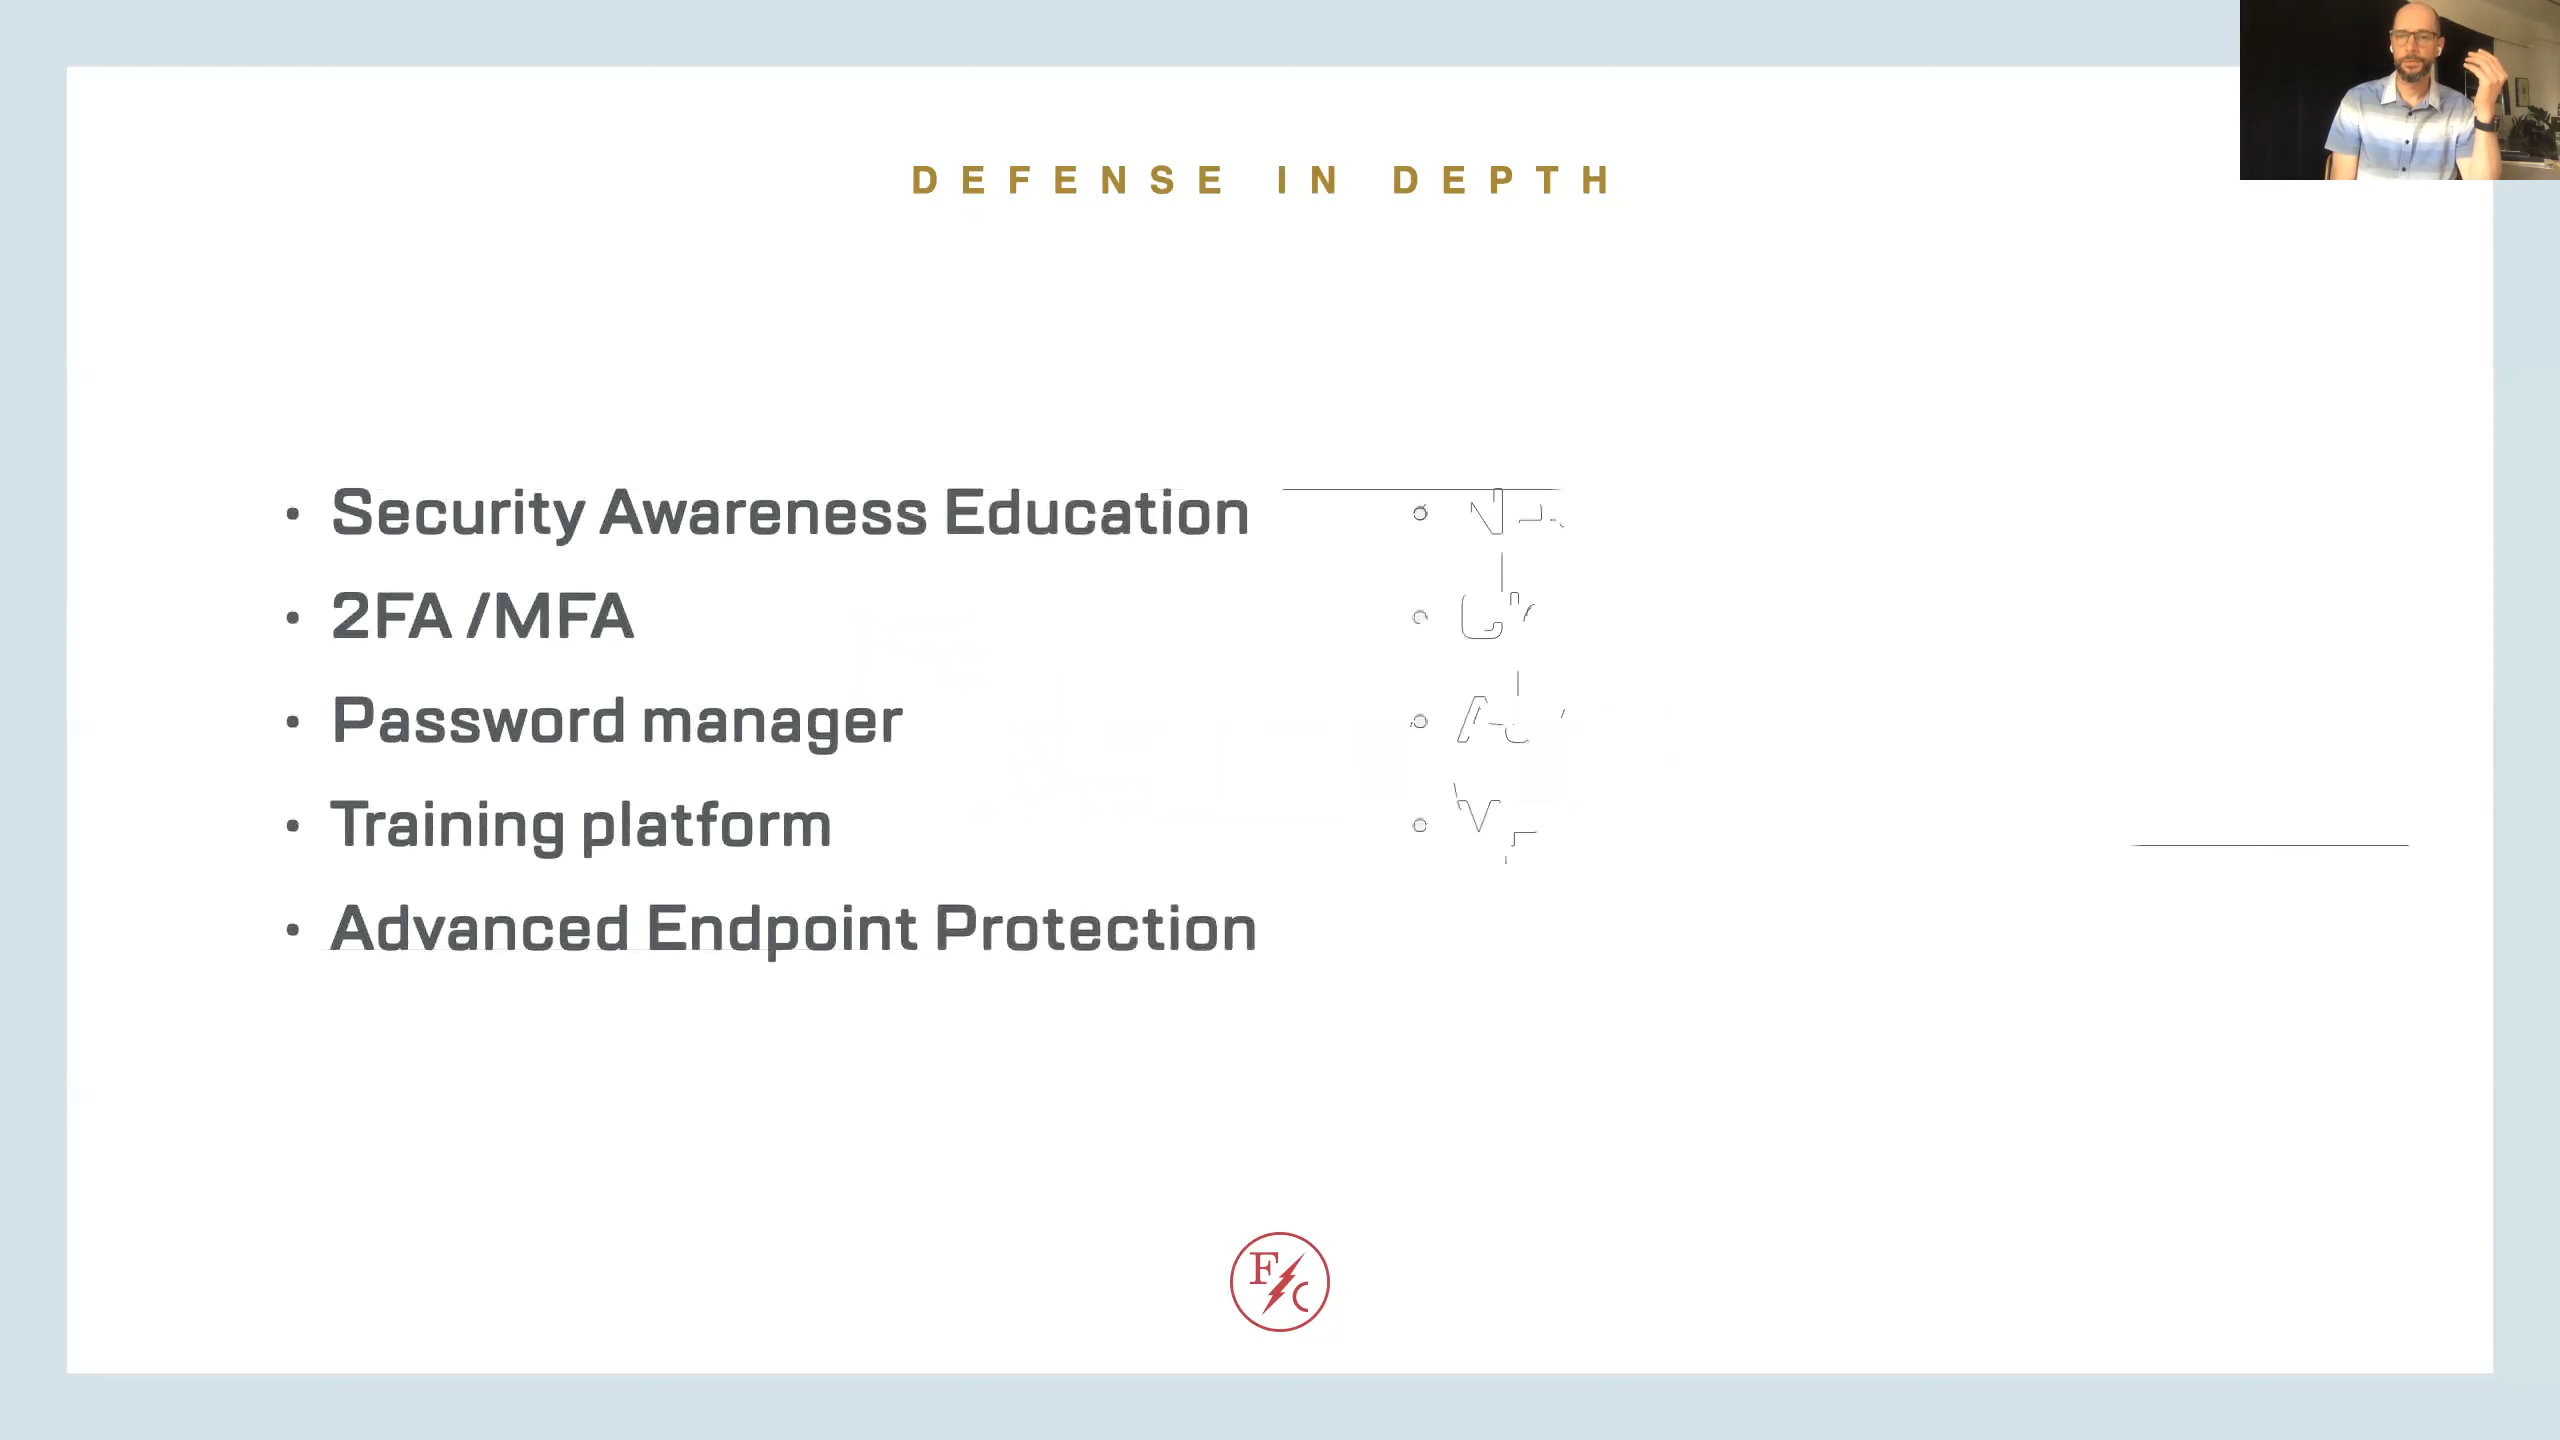 DEFENSE IN DEPTH
• Security Awareness Education
• 2FA /MFA
• Password manager
• Training platform
• Advanced Endpoint Protection
F C